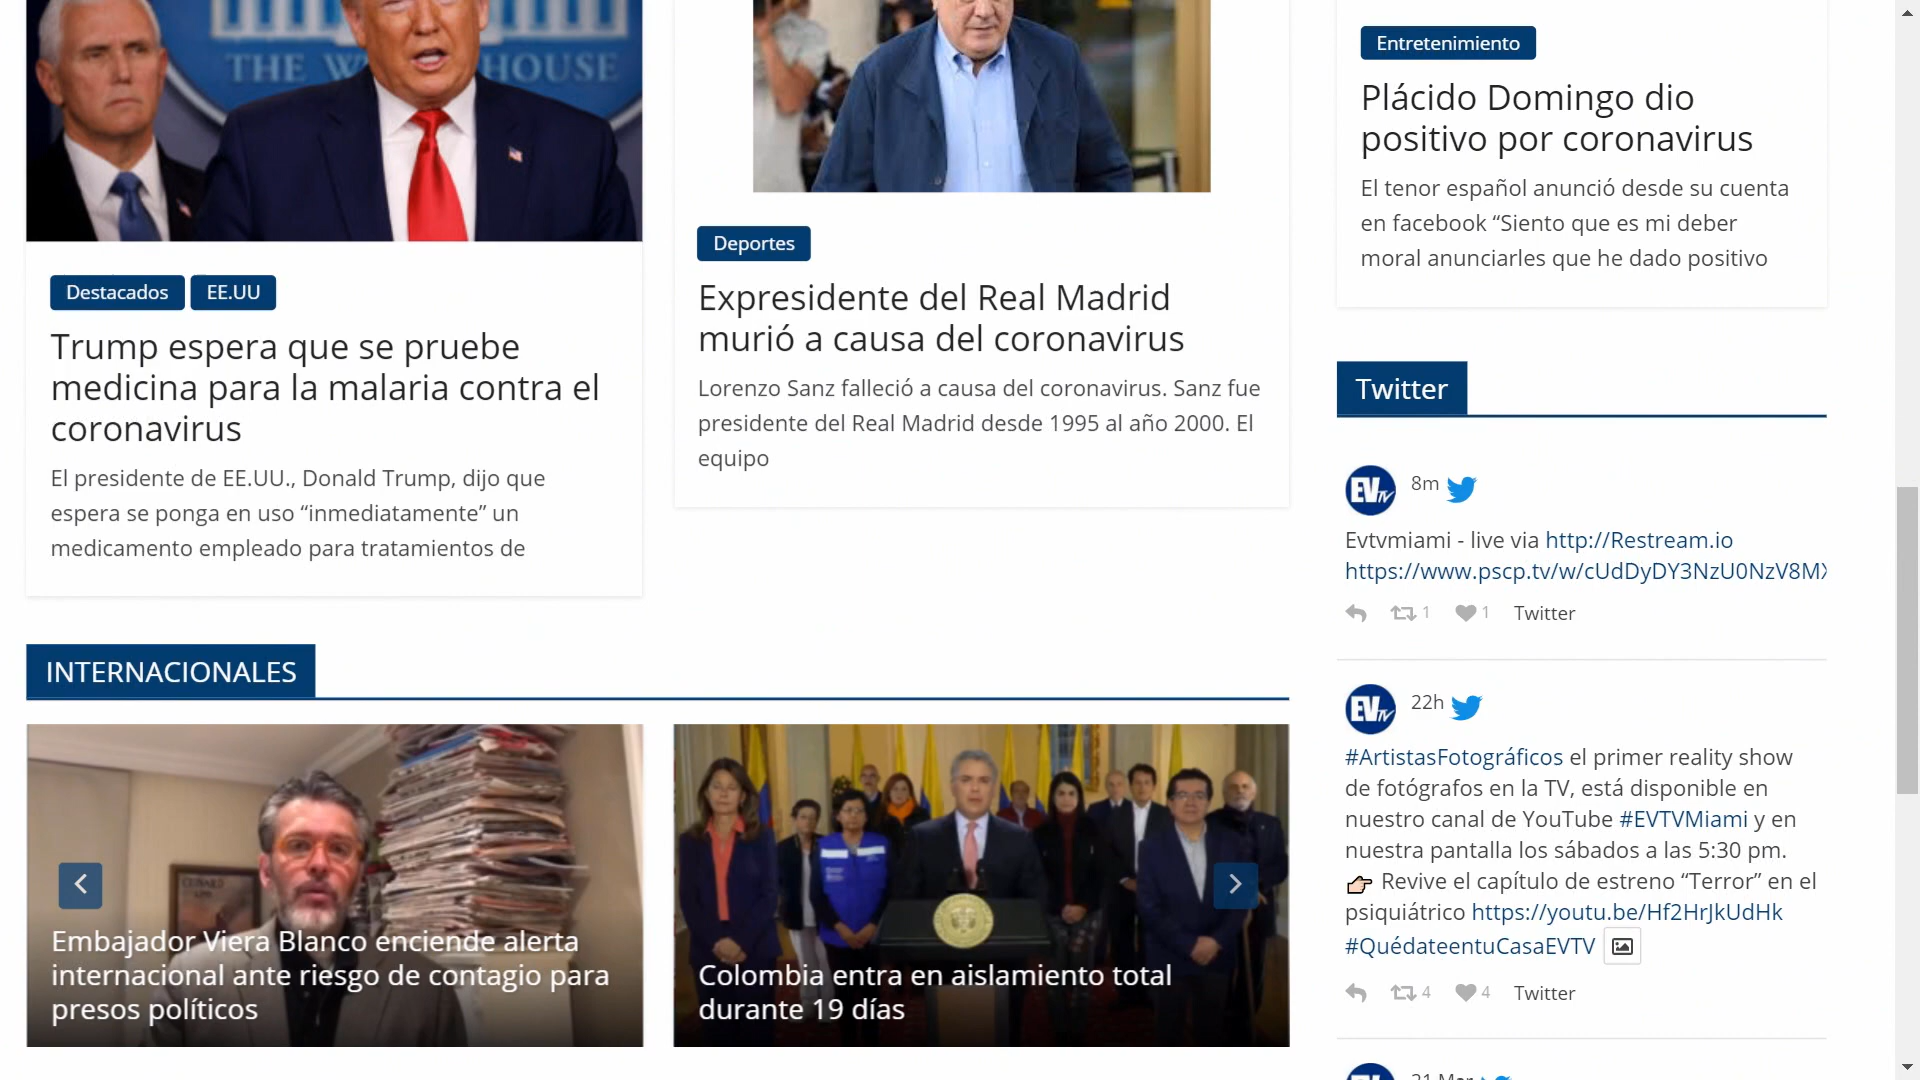 THE W HOUSE
Destacados EE.UU
Trump espera que se pruebe
medicina para la malaria contra el
coronavirus
El presidente de EE.UU., Donald Trump, dijo que
espera se ponga en uso “inmediatamente” un
medicamento empleado para tratamientos de
Deportes
Expresidente del Real Madrid
murió a causa del coronavirus
Lorenzo Sanz falleció a causa del coronavirus. Sanz fue
presidente del Real Madrid desde 1995 al año 2000. El
equipo
INTERNACIONALES
Embajador Viera Blanco enciende alerta
internacional ante riesgo de contagio para
presos políticos
Colombia entra en aislamiento total
durante 19 días
Entretenimiento
Plácido Domingo dio
positivo por coronavirus
El tenor español anunció desde su cuenta
en facebook “Siento que es mi deber
moral anunciarles que he dado positivo
Twitter
EVTV 8m
Evtvmiami - live via http://Restream.io
https://www.pscp.tv/w/cUdDyDY3NzU0NzV8MX
1 1 Twitter
EVTV 22h
#ArtistasFotográficos el primer reality show
de fotógrafos en la TV, está disponible en
nuestro canal de YouTube #EVTVMiami y en
nuestra pantalla los sábados a las 5:30 pm.
👉🏻 Revive el capítulo de estreno “Terror” en el
psiquiátrico https://youtu.be/Hf2HrJkUdHk
#QuédateentuCasaEVTV
4 4 Twitter
21 Mar